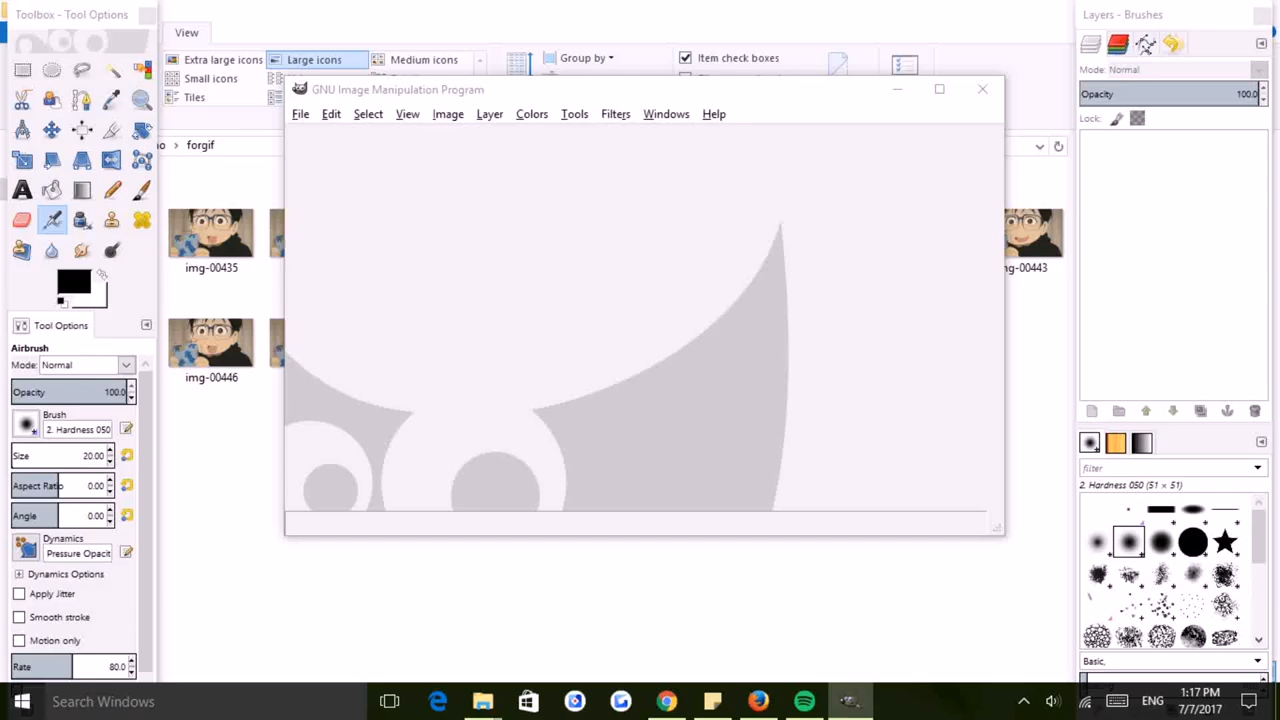 Toolbox - Tool Options
View
Extra large icons
Large icons
Medium icons
Small icons
Tiles
Group by
Item check boxes
forgif
img-00435
img-00446
GNU Image Manipulation Program
File Edit Select View Image Layer Colors Tools Filters Windows Help
Tool Options
Airbrush
Mode: Normal
Opacity 100.0
Brush
2. Hardness 050
Size 20.00
Aspect Ratio 0.00
Angle 0.00
Dynamics
Pressure Opacit
Dynamics Options
Apply Jitter
Smooth stroke
Motion only
Rate 80.0
Layers - Brushes
Mode: Normal
Opacity 100.0
Lock:
filter
2. Hardness 050 (51 × 51)
Basic,
Search Windows
ENG
1:17 PM
7/7/2017